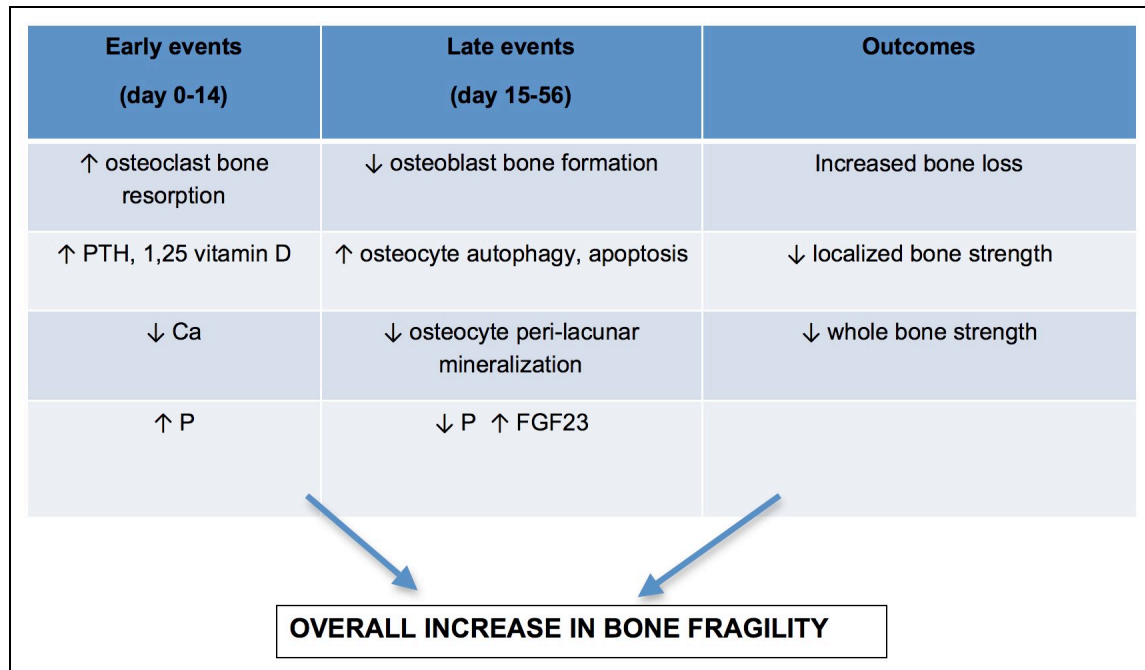 Early events
(day 0-14)
Late events
(day 15-56)
Outcomes
↑ osteoclast bone
resorption
↓ osteoblast bone formation
Increased bone loss
↑ PTH, 1,25 vitamin D
↑ osteocyte autophagy, apoptosis
↓ localized bone strength
↓ Ca
↓ osteocyte peri-lacunar
mineralization
↓ whole bone strength
↑ P
↓ P ↑ FGF23
OVERALL INCREASE IN BONE FRAGILITY